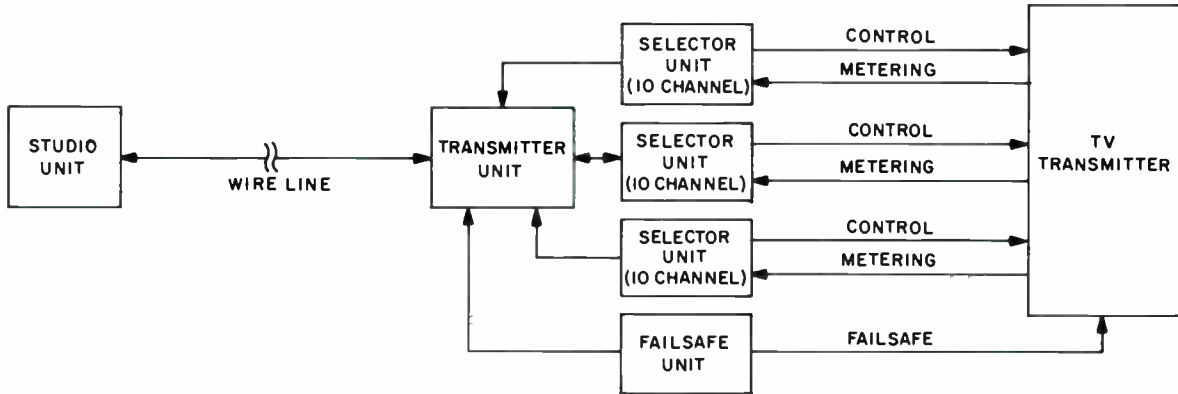 STUDIO
UNIT
WIRE LINE
TRANSMITTER
UNIT
SELECTOR
UNIT
(10 CHANNEL)
CONTROL
METERING
SELECTOR
UNIT
(10 CHANNEL)
CONTROL
METERING
SELECTOR
UNIT
(10 CHANNEL)
CONTROL
METERING
FAILSAFE
UNIT
FAILSAFE
TV
TRANSMITTER